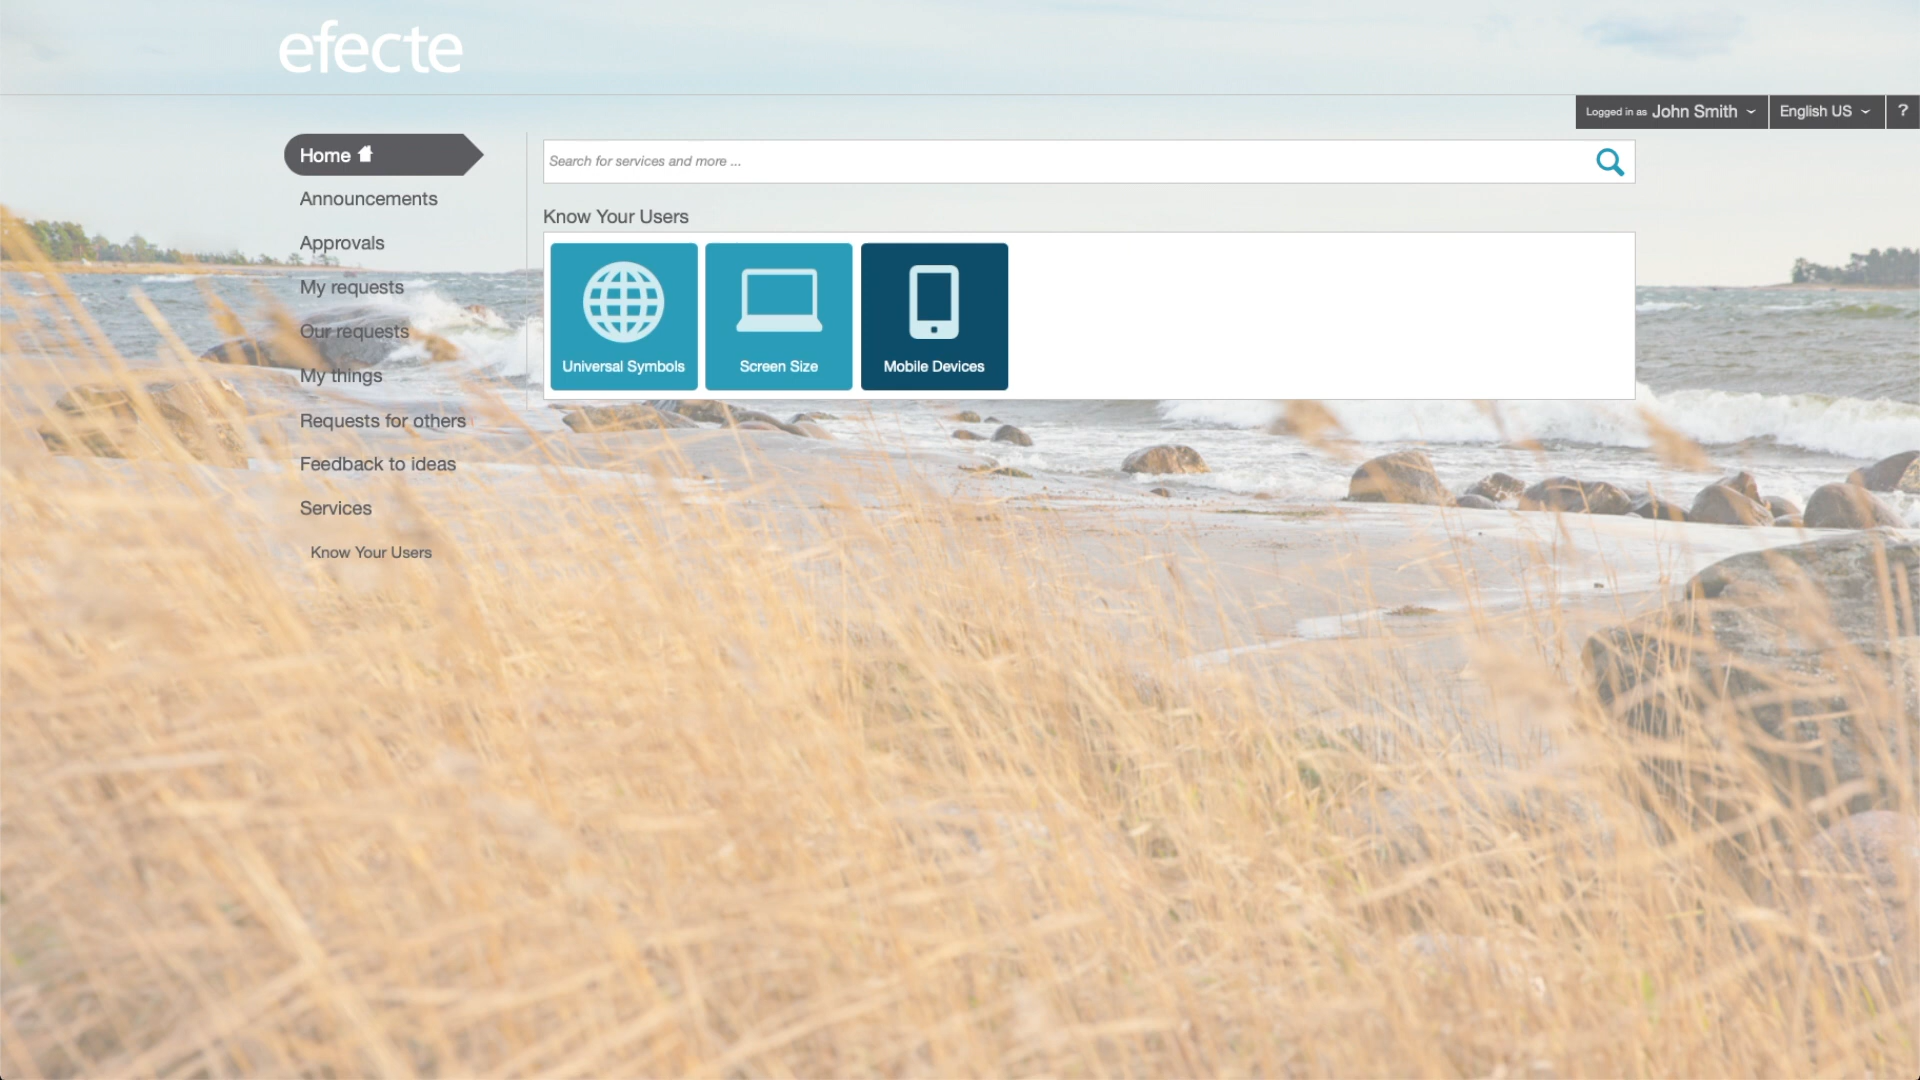 efecte
Logged in as John Smith
English US
?
Home
Announcements
Approvals
My requests
Our requests
My things
Requests for others
Feedback to ideas
Services
Know Your Users
Search for services and more ...
Know Your Users
Universal Symbols
Screen Size
Mobile Devices